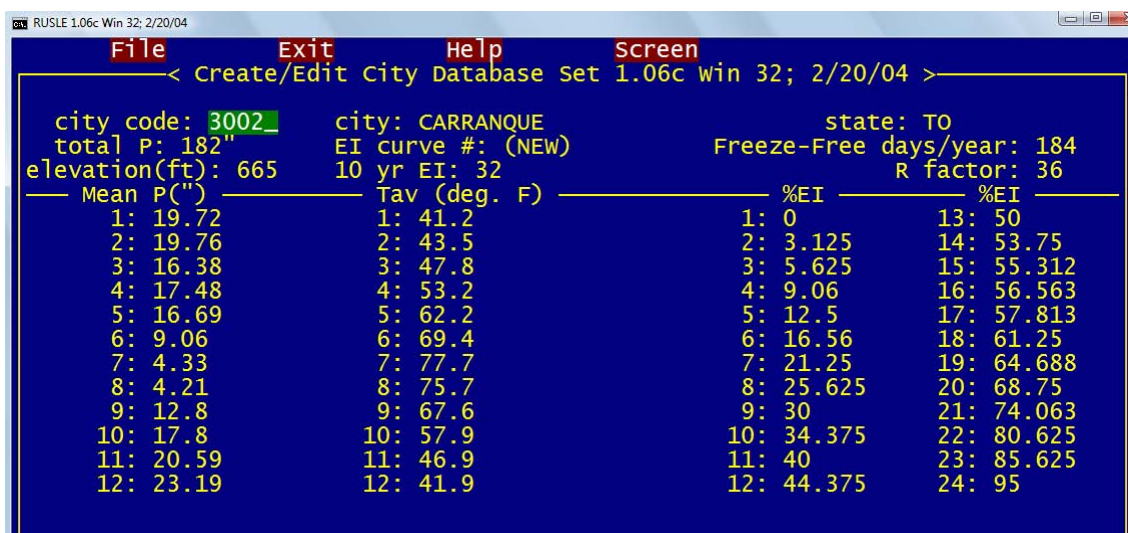 RUSLE 1.06c Win 32; 2/20/04
File Exit Help Screen
< Create/Edit City Database Set 1.06c Win 32; 2/20/04 >
city code: 3002_ city: CARRANQUE state: TO
total P: 182" EI curve #: (NEW) Freeze-Free days/year: 184
elevation(ft): 665 10 yr EI: 32 R factor: 36
Mean P(") Tav (deg. F) %EI %EI
1: 19.72 1: 41.2 1: 0 13: 50
2: 19.76 2: 43.5 2: 3.125 14: 53.75
3: 16.38 3: 47.8 3: 5.625 15: 55.312
4: 17.48 4: 53.2 4: 9.06 16: 56.563
5: 16.69 5: 62.2 5: 12.5 17: 57.813
6: 9.06 6: 69.4 6: 16.56 18: 61.25
7: 4.33 7: 77.7 7: 21.25 19: 64.688
8: 4.21 8: 75.7 8: 25.625 20: 68.75
9: 12.8 9: 67.6 9: 30 21: 74.063
10: 17.8 10: 57.9 10: 34.375 22: 80.625
11: 20.59 11: 46.9 11: 40 23: 85.625
12: 23.19 12: 41.9 12: 44.375 24: 95